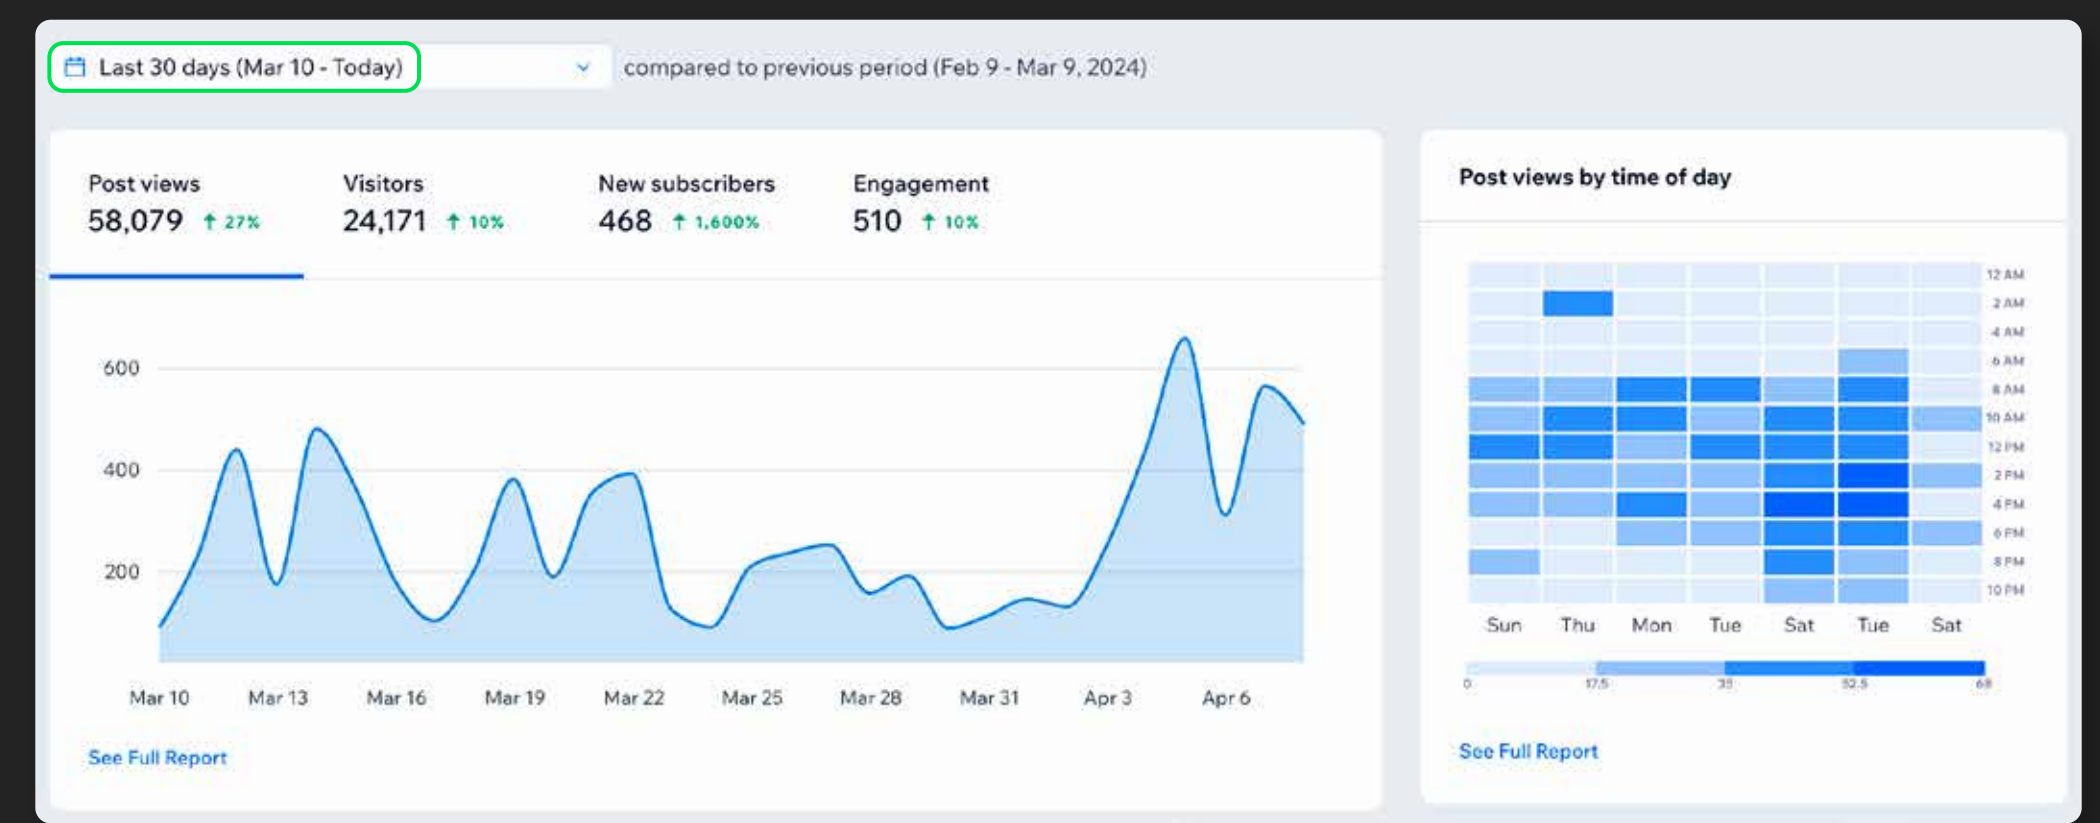 Last 30 days (Mar 10 - Today)
compared to previous period (Feb 9 - Mar 9, 2024)
Post views
58,079 ↑ 27%
Visitors
24,171 ↑ 10%
New subscribers
468 ↑ 1,600%
Engagement
510 ↑ 10%
600
400
200
Mar 10 Mar 13 Mar 16 Mar 19 Mar 22 Mar 25 Mar 28 Mar 31 Apr 3 Apr 6
See Full Report
Post views by time of day
12 AM
2 AM
4 AM
6 AM
8 AM
10 AM
12 PM
2 PM
4 PM
6 PM
8 PM
10 PM
Sun Thu Mon Tue Sat Tue Sat
0 17.5 35 52.5 68
See Full Report